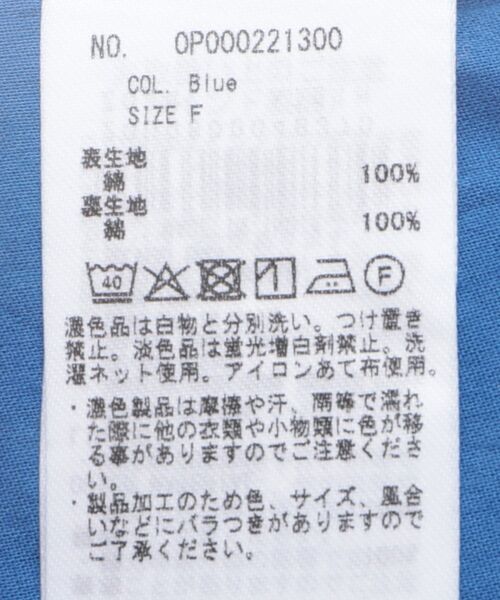 NO. OP000221300
COL. Blue
SIZE F
表生地
綿 100%
裏生地
綿 100%
40 F
濃色品は白物と分別洗い。つけ置き
禁止。淡色品は蛍光増白剤禁止。洗
濯ネット使用。アイロンあて布使用。
・濃色製品は摩擦や汗、雨等で濡れ
た際に他の衣類や小物類に色が移
る事がありますのでご注意くださ
い。
・製品加工のため色、サイズ、風合
いなどにバラつきがありますので
ご了承ください。